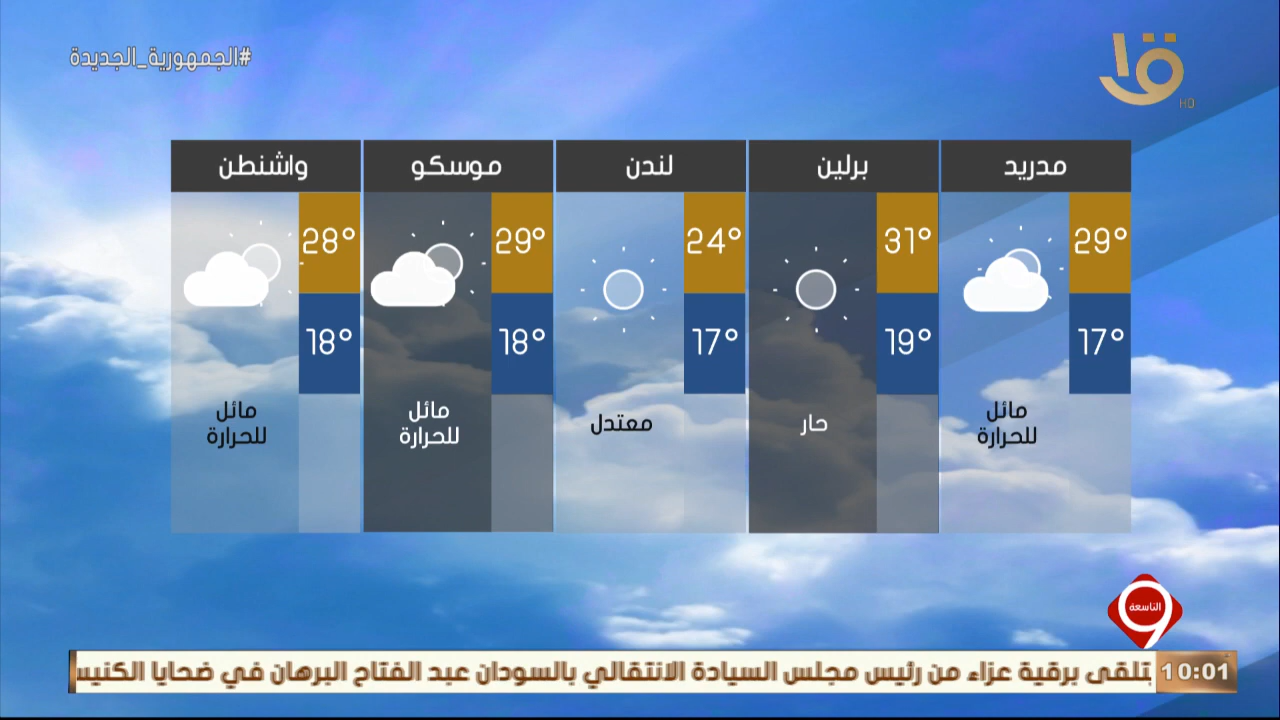 #الجمهورية_الجديدة
HD
مدريد
29°
17°
مائل
للحرارة
برلين
31°
19°
حار
لندن
24°
17°
معتدل
موسكو
29°
18°
مائل
للحرارة
واشنطن
28°
18°
مائل
للحرارة
التاسعة
9
10:01
يتلقى برقية عزاء من رئيس مجلس السيادة الانتقالي بالسودان عبد الفتاح البرهان في ضحايا الكنيس